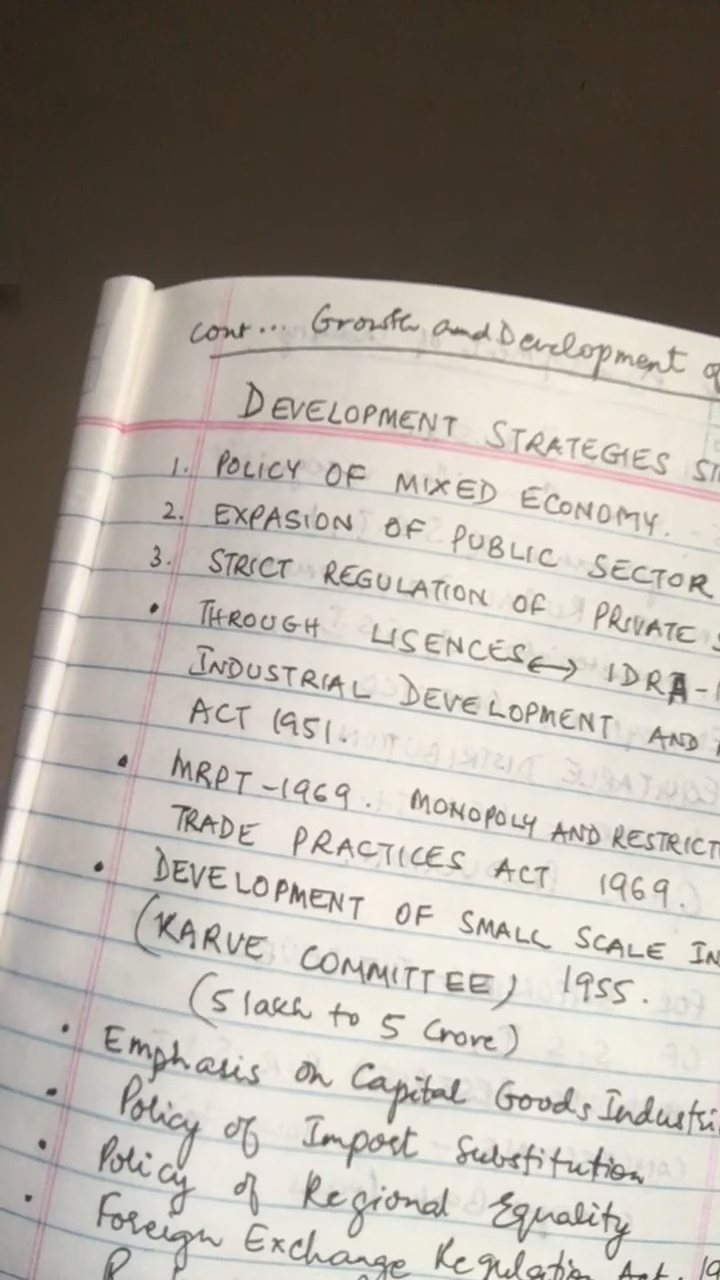 cont... Growth and Development of
DEVELOPMENT STRATEGIES
1. POLICY OF MIXED ECONOMY.
2. EXPASION OF PUBLIC SECTOR
3. STRICT REGULATION OF PRIVATE
• THROUGH LISENCES ↔ IDRA-
INDUSTRIAL DEVELOPMENT AND
ACT 1951.
• MRPT-1969. MONOPOLY AND RESTRICT
TRADE PRACTICES ACT 1969.
• DEVELOPMENT OF SMALL SCALE IN
(KARVE COMMITTEE) 1955.
(5 lakh to 5 Crore)
• Emphasis on Capital Goods Industri
• Policy of Import Substitution
• Policy of Regional Equality
• Foreign Exchange Regulation Act. 19